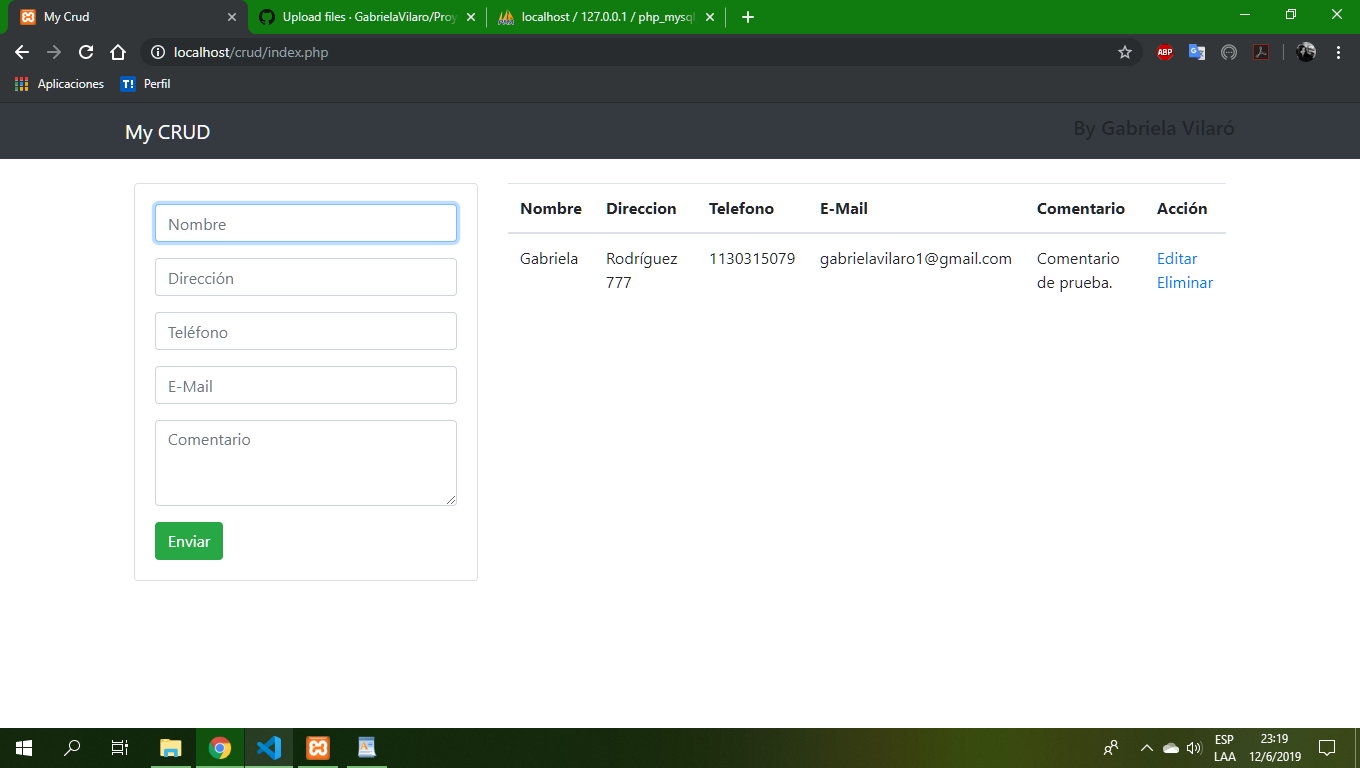 My Crud
Upload files · GabrielaVilaro/Proy
localhost / 127.0.0.1 / php_mysql
localhost/crud/index.php
ABP
Aplicaciones
T! Perfil
My CRUD
By Gabriela Vilaró
Nombre
Dirección
Teléfono
E-Mail
Comentario
Enviar
Nombre Direccion Telefono E-Mail Comentario Acción
Gabriela Rodríguez 1130315079 gabrielavilaro1@gmail.com Comentario Editar
777 de prueba. Eliminar
ESP 23:19
LAA 12/6/2019